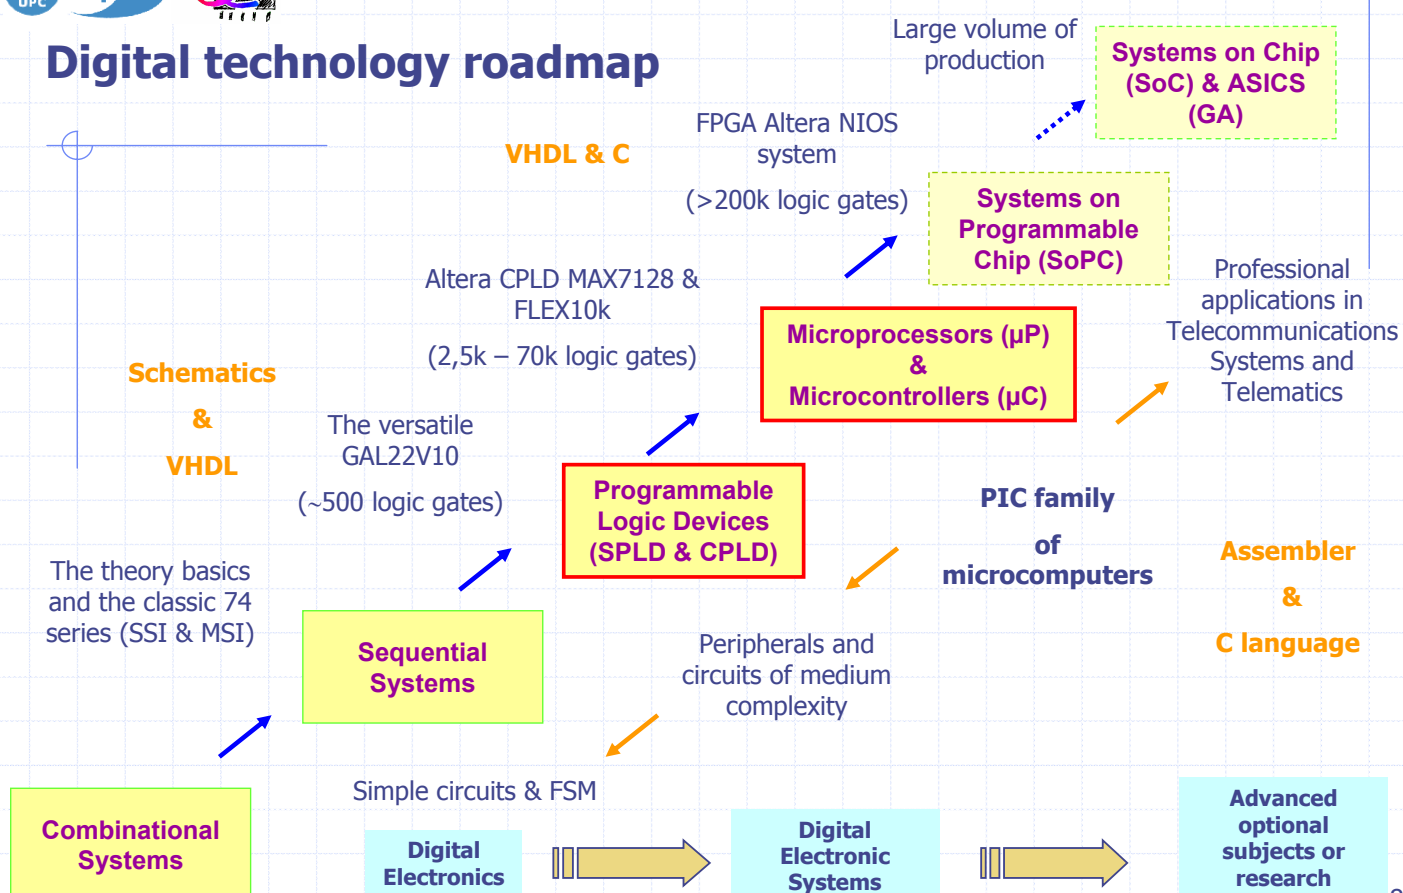 UPC
Digital technology roadmap
Large volume of
production
Systems on Chip
(SoC) & ASICS
(GA)
FPGA Altera NIOS
system
(>200k logic gates)
VHDL & C
Systems on
Programmable
Chip (SoPC)
Altera CPLD MAX7128 &
FLEX10k
(2,5k – 70k logic gates)
Professional
applications in
Telecommunications
Systems and
Telematics
Microprocessors (µP)
&
Microcontrollers (µC)
Schematics
&
VHDL
The versatile
GAL22V10
(~500 logic gates)
Programmable
Logic Devices
(SPLD & CPLD)
PIC family
of
microcomputers
Assembler
&
C language
The theory basics
and the classic 74
series (SSI & MSI)
Sequential
Systems
Peripherals and
circuits of medium
complexity
Simple circuits & FSM
Combinational
Systems
Digital
Electronics
Digital
Electronic
Systems
Advanced
optional
subjects or
research